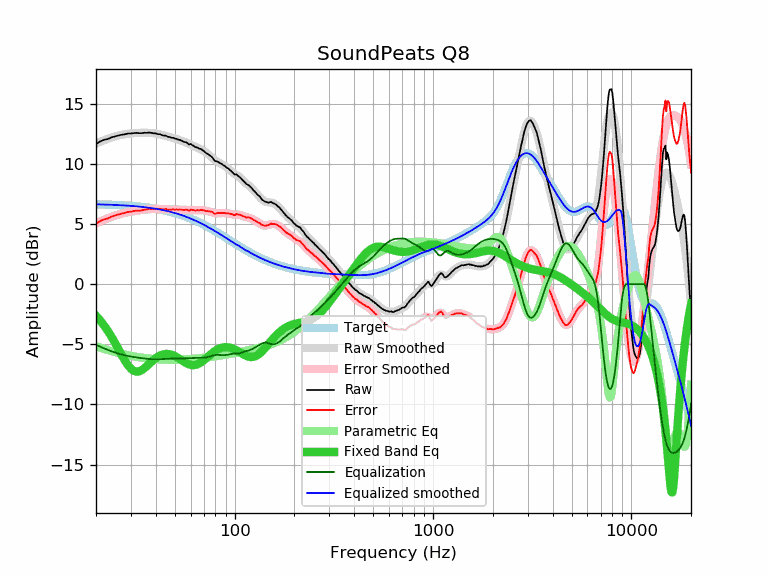 SoundPeats Q8
Amplitude (dBr)
15
10
5
0
−5
−10
−15
Target
Raw Smoothed
Error Smoothed
Raw
Error
Parametric Eq
Fixed Band Eq
Equalization
Equalized smoothed
100
1000
10000
Frequency (Hz)